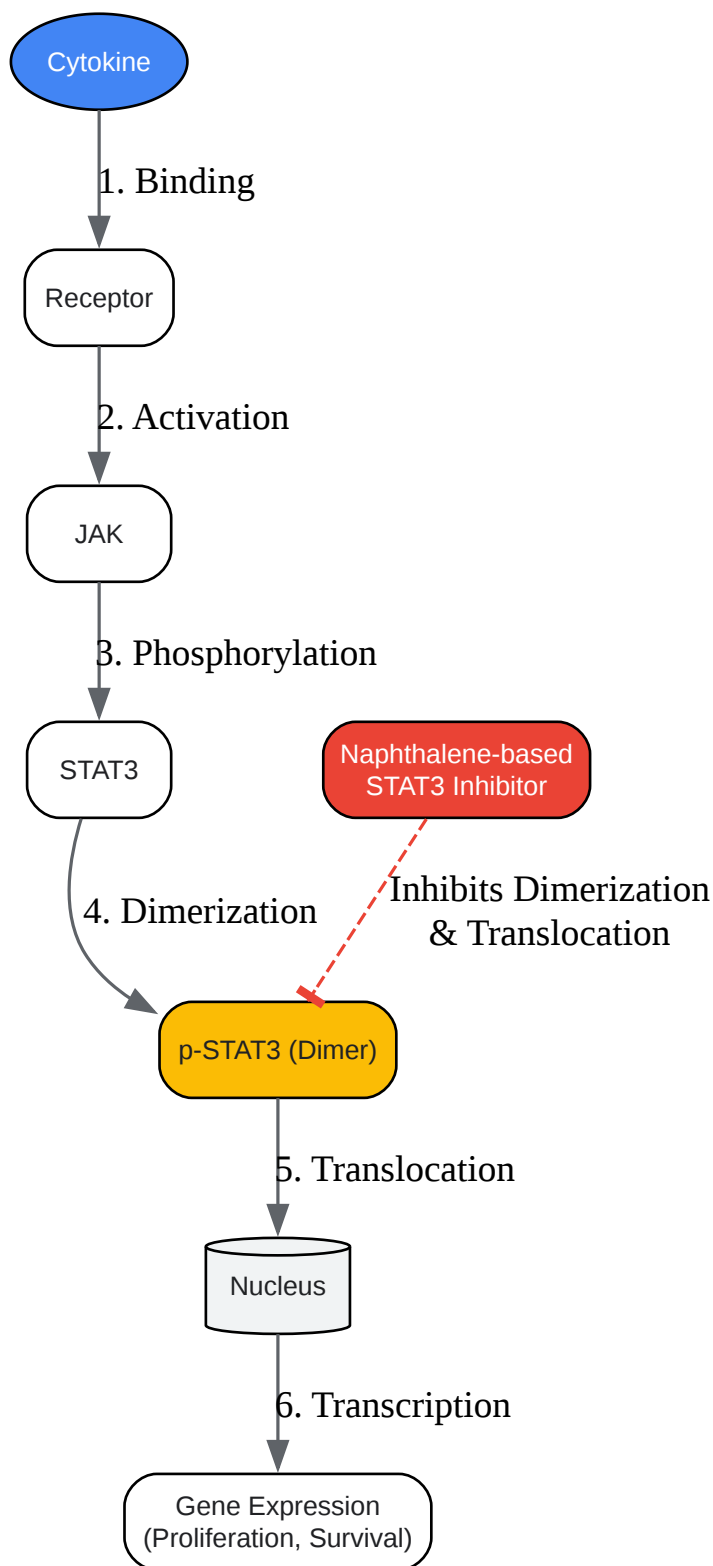 Cytokine
1. Binding
Receptor
2. Activation
JAK
3. Phosphorylation
STAT3
Naphthalene-based
STAT3 Inhibitor
4. Dimerization
Inhibits Dimerization
& Translocation
p-STAT3 (Dimer)
5. Translocation
Nucleus
6. Transcription
Gene Expression
(Proliferation, Survival)